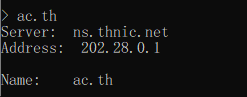 > ac.th
Server:  ns.thnic.net
Address:  202.28.0.1
Name:    ac.th